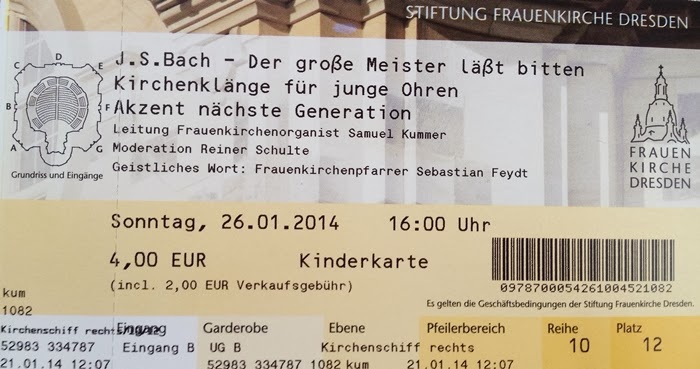 STIFTUNG FRAUENKIRCHE DRESDEN
J.S.Bach - Der große Meister läßt bitten
Kirchenklänge für junge Ohren
Akzent nächste Generation
Leitung Frauenkirchenorganist Samuel Kummer
Moderation Reiner Schulte
Geistliches Wort: Frauenkirchenpfarrer Sebastian Feydt
C D E
B F
A G
Grundriss und Eingänge
FRAUEN
KIRCHE
DRESDEN
Sonntag, 26.01.2014 16:00 Uhr
4,00 EUR Kinderkarte
(incl. 2,00 EUR Verkaufsgebühr)
0978700054261004521082
Es gelten die Geschäftsbedingungen der Stiftung Frauenkirche Dresden.
kum
1082
Kirchenschiff rechts Eingang Garderobe Ebene Pfeilerbereich Reihe Platz
52983 334787 Eingang B UG B Kirchenschiff rechts 10 12
21.01.14 12:07 52983 334787 1082 kum 21.01.14 12:07